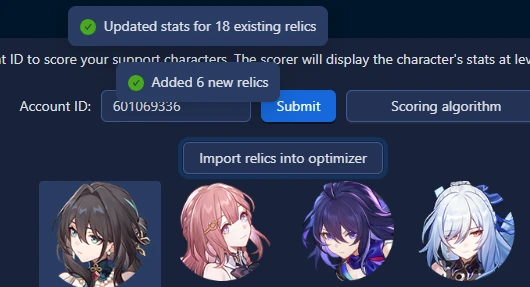 Updated stats for 18 existing relics
t ID to score your support characters. The scorer will display the character's stats at lev
Added 6 new relics
Account ID:
601069336
Submit
Scoring algorithm
Import relics into optimizer